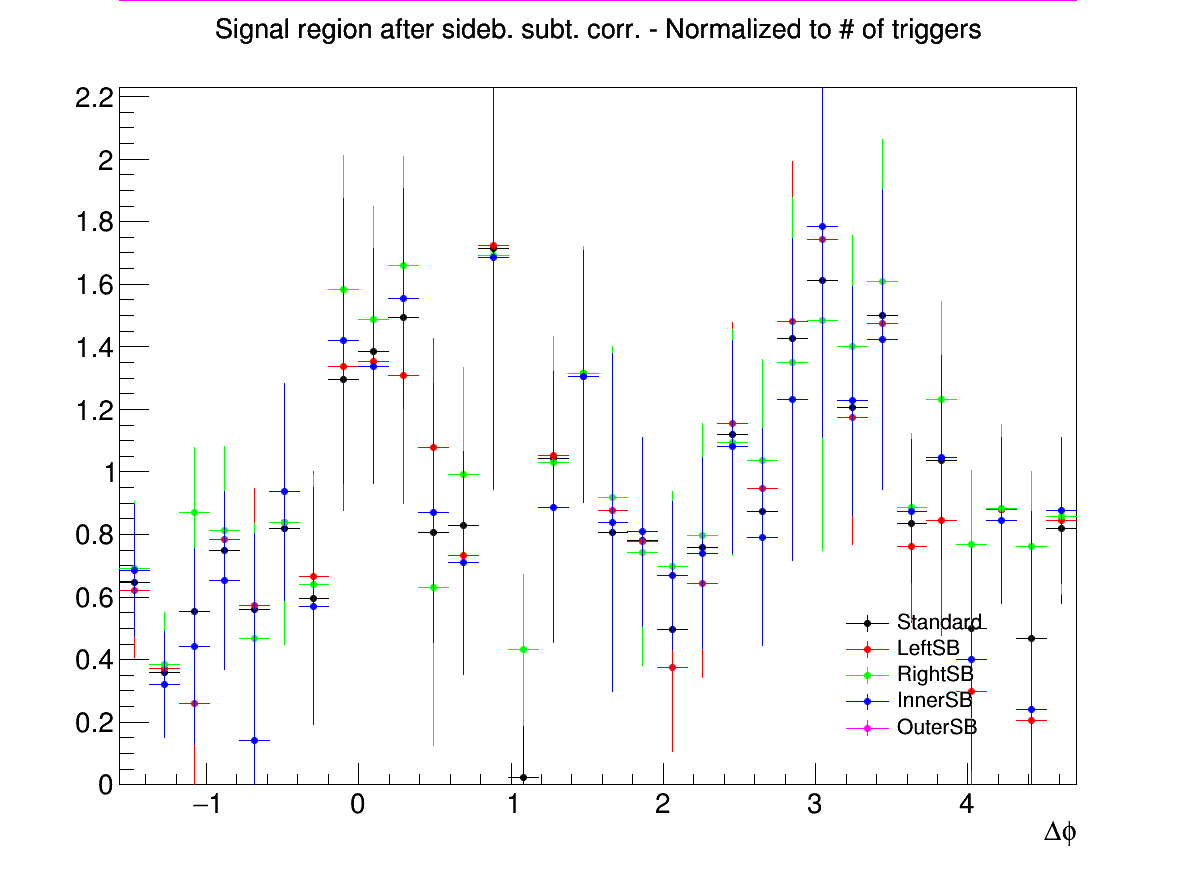 Signal region after sideb. subt. corr. - Normalized to # of triggers
2.2
2
1.8
1.6
1.4
1.2
1
0.8
0.6
0.4
0.2
0
−1
0
1
2
3
4
Δϕ
Standard
LeftSB
RightSB
InnerSB
OuterSB